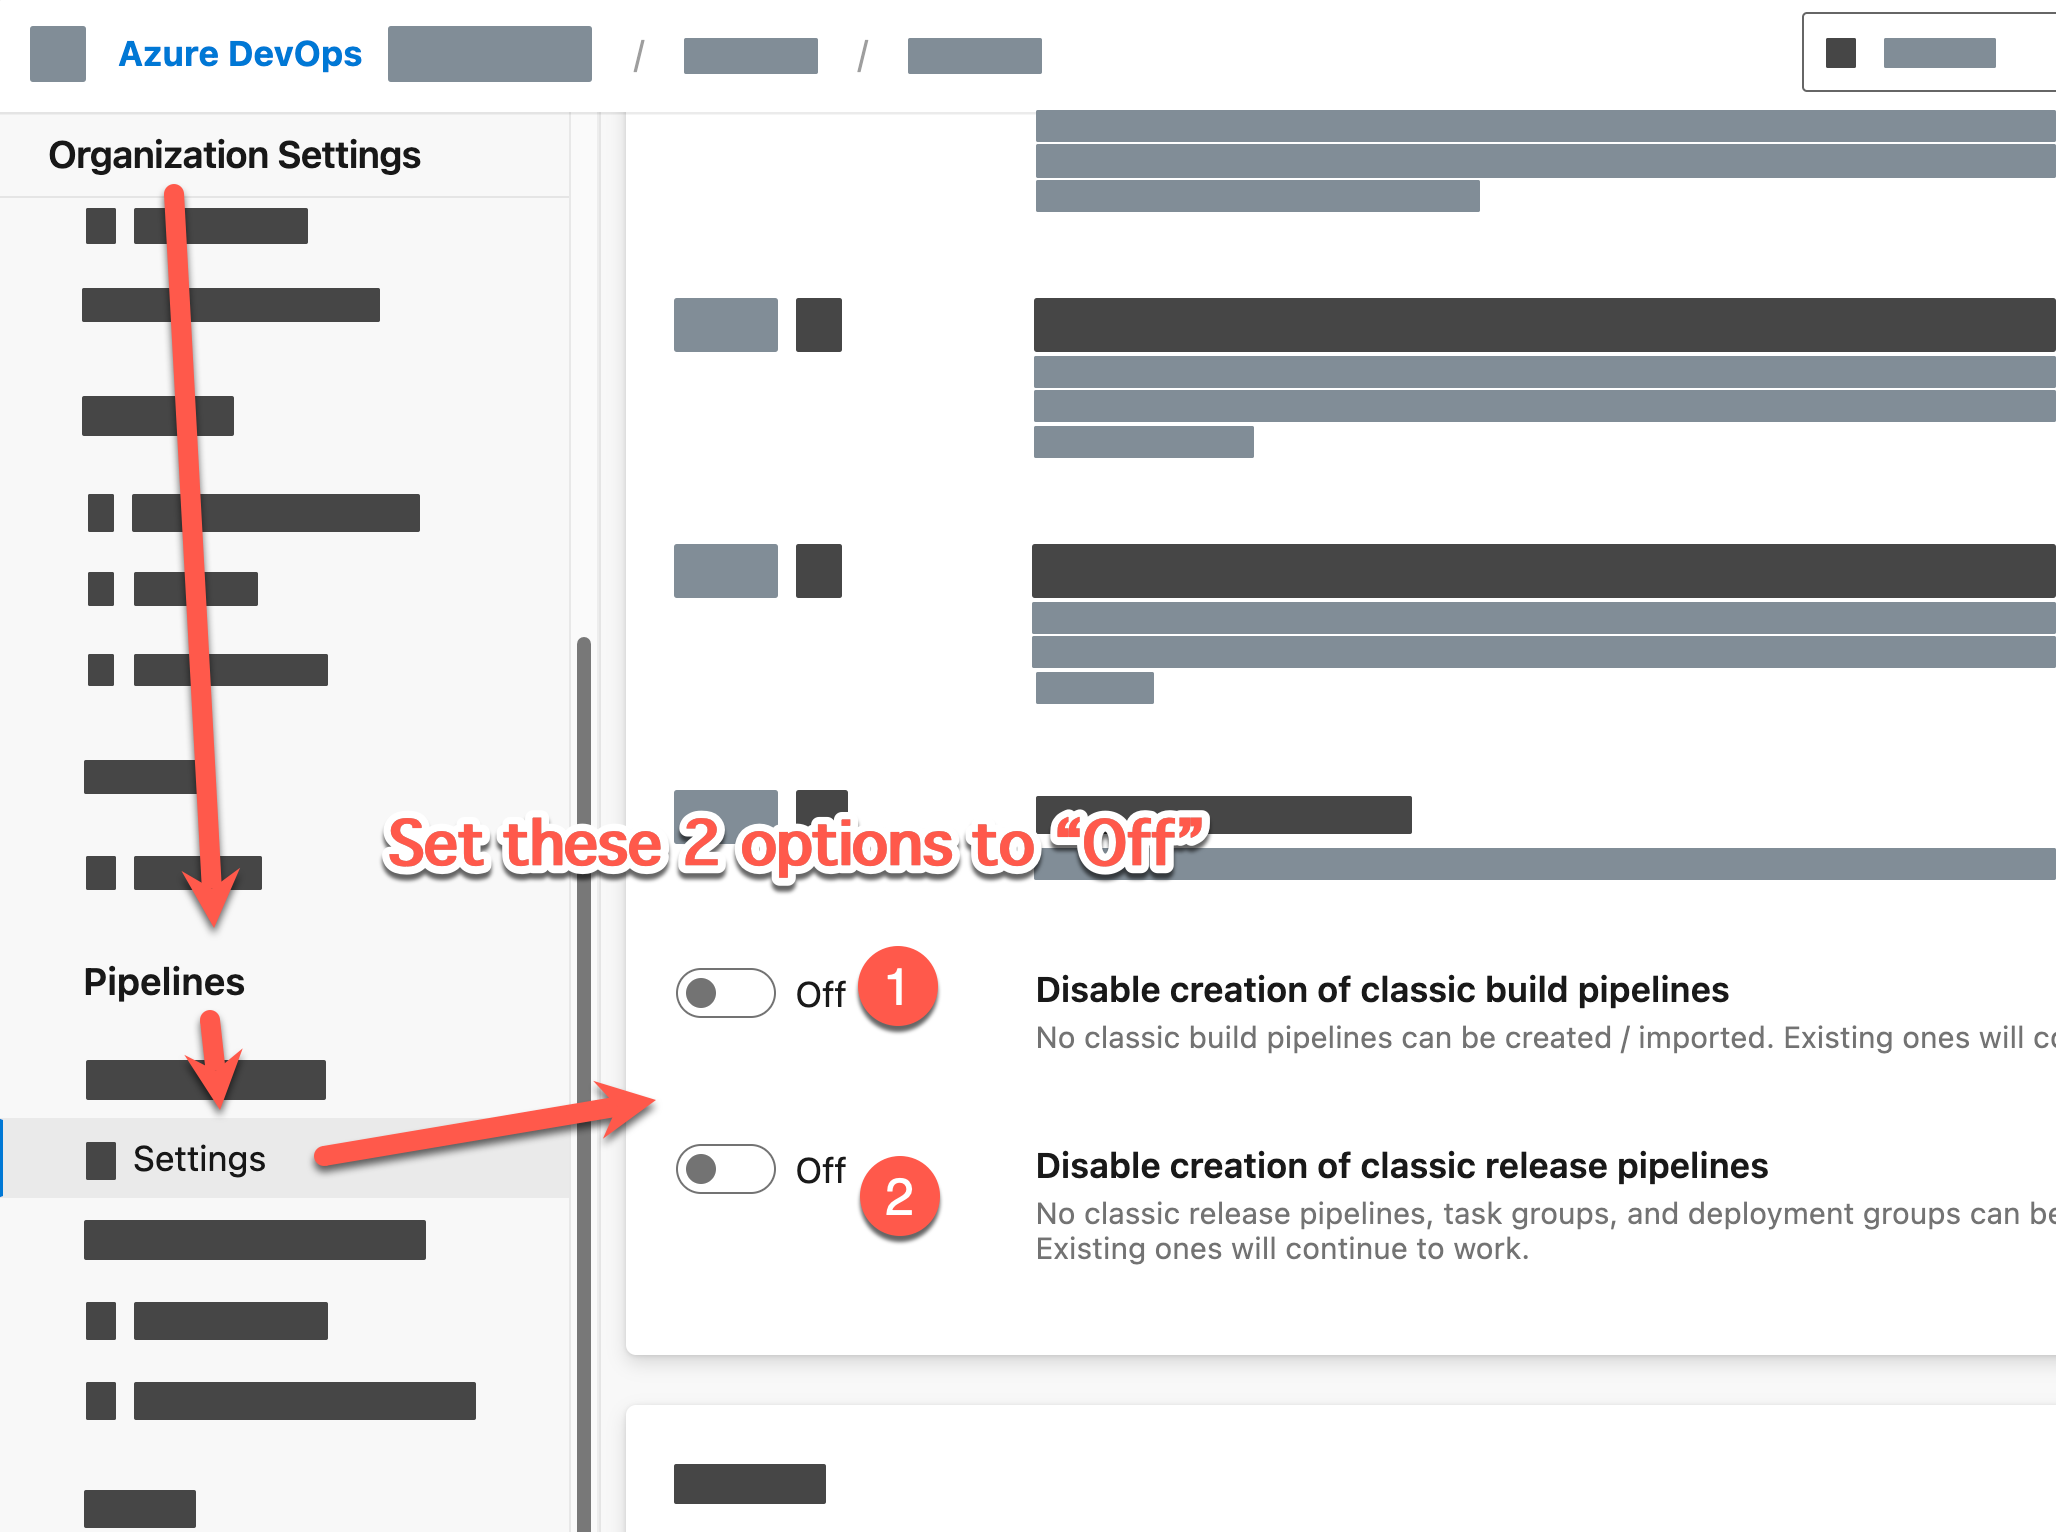 Azure DevOps / /
Organization Settings
Set these 2 options to “Off”
Pipelines
Off 1 Disable creation of classic build pipelines
No classic build pipelines can be created / imported. Existing ones will
Settings
Off 2 Disable creation of classic release pipelines
No classic release pipelines, task groups, and deployment groups can be
Existing ones will continue to work.